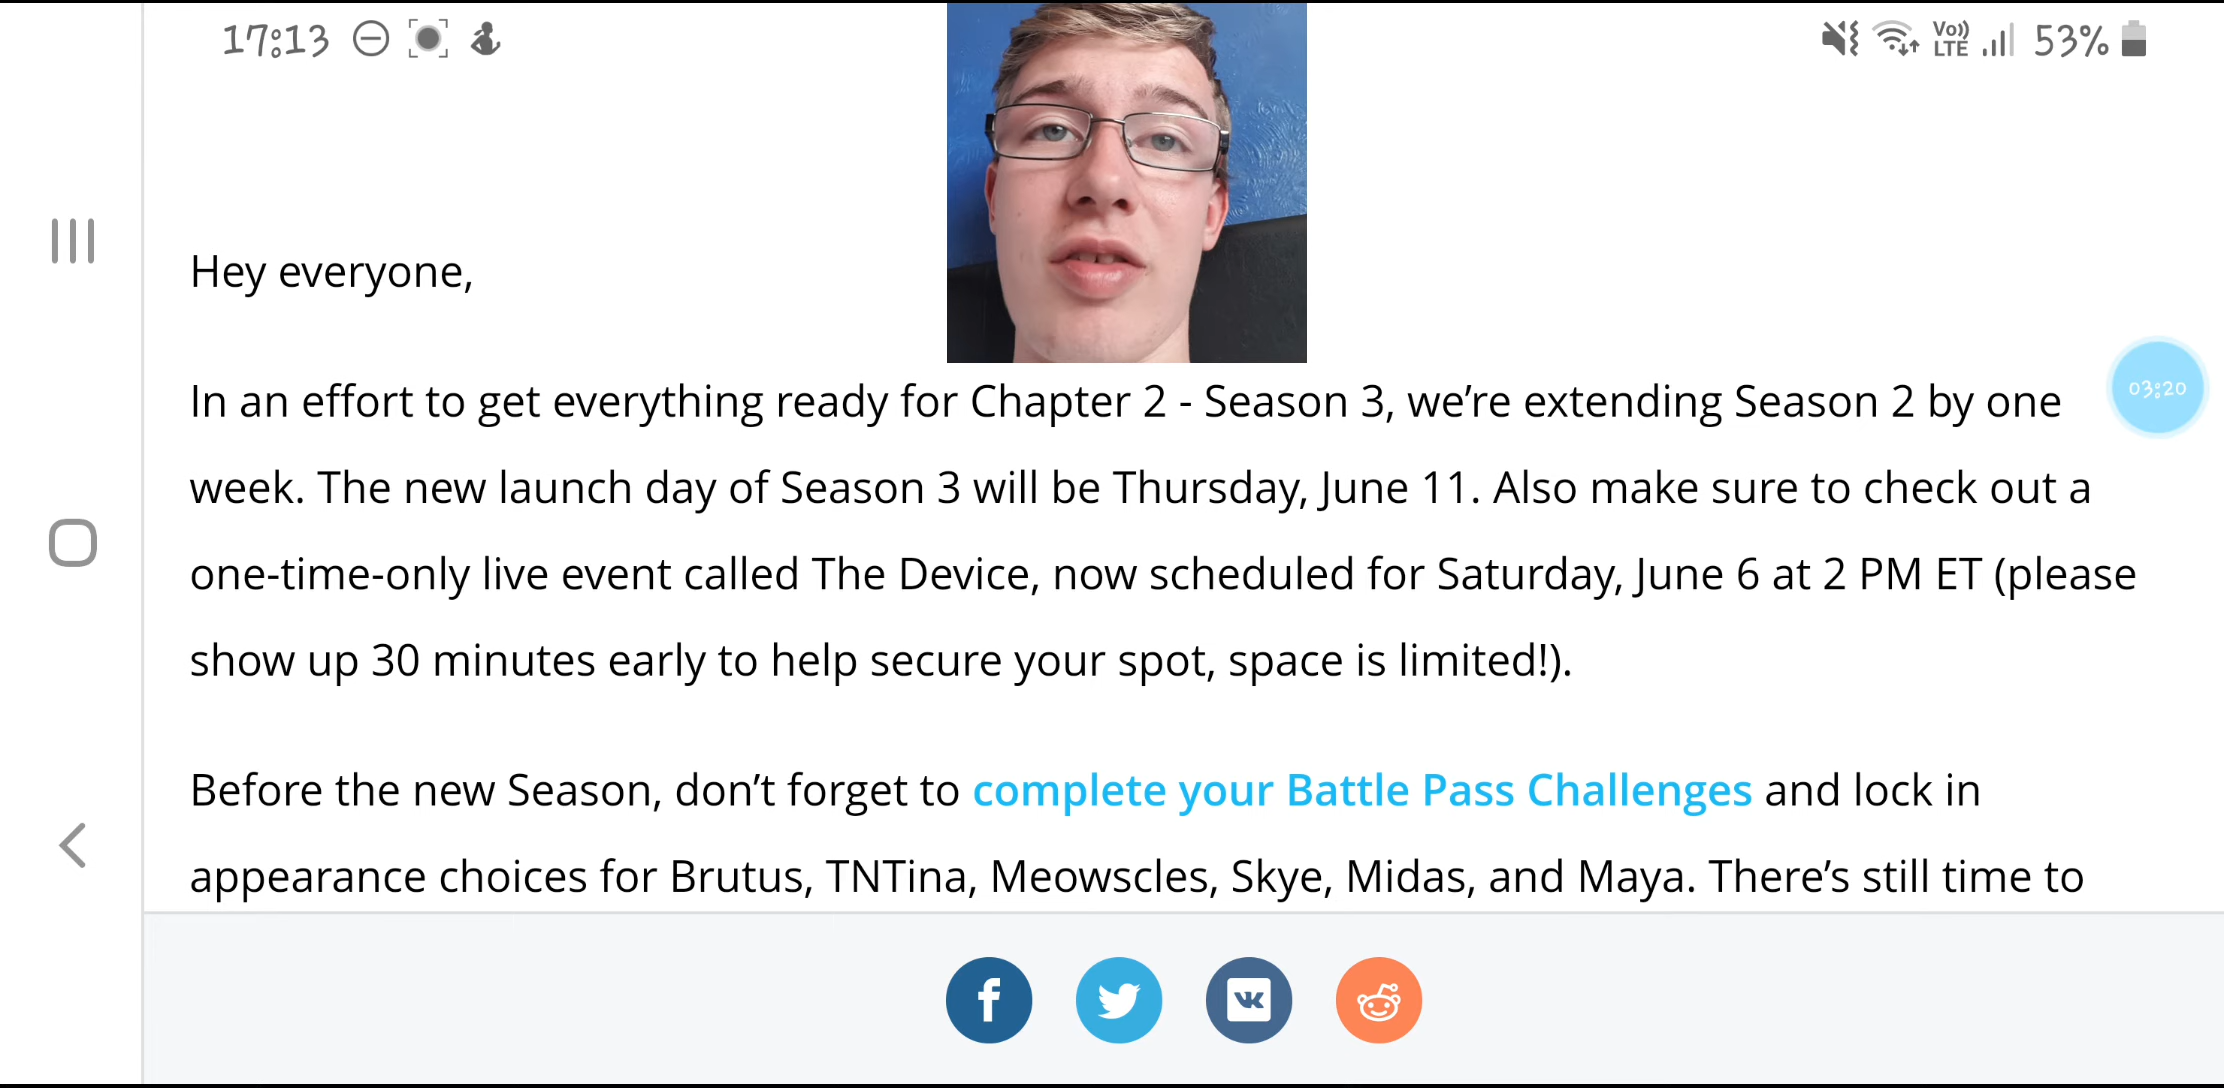 17:13
Vo)) LTE 53%
Hey everyone,
In an effort to get everything ready for Chapter 2 - Season 3, we’re extending Season 2 by one
03:20
week. The new launch day of Season 3 will be Thursday, June 11. Also make sure to check out a
one-time-only live event called The Device, now scheduled for Saturday, June 6 at 2 PM ET (please
show up 30 minutes early to help secure your spot, space is limited!).
Before the new Season, don’t forget to complete your Battle Pass Challenges and lock in
appearance choices for Brutus, TNTina, Meowscles, Skye, Midas, and Maya. There’s still time to